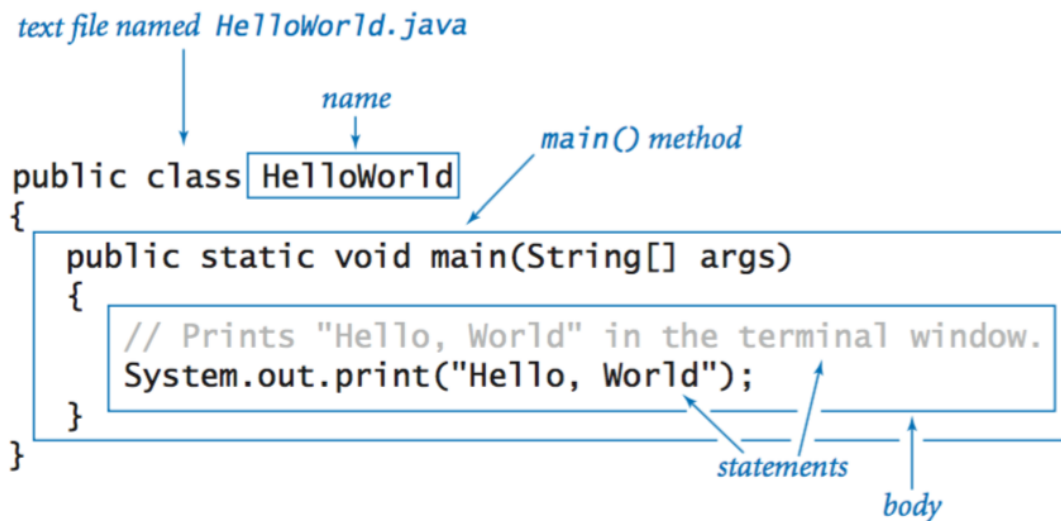 text file named HelloWorld.java
name
main() method
public class HelloWorld
{
public static void main(String[] args)
{
// Prints "Hello, World" in the terminal window.
System.out.print("Hello, World");
}
}
statements
body